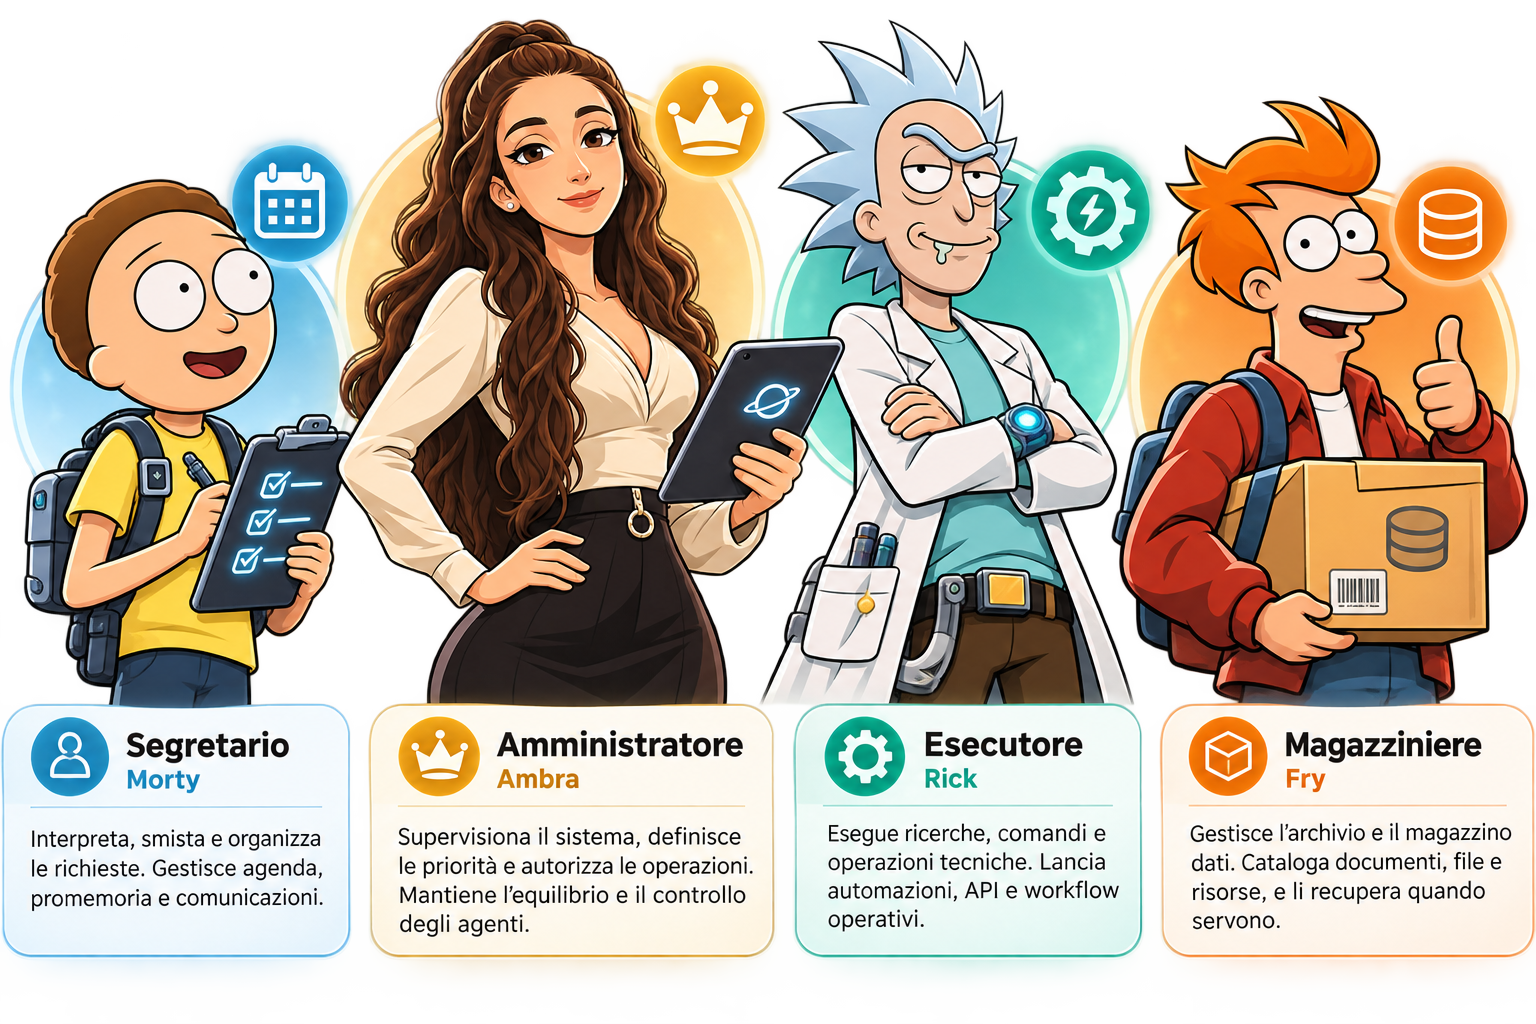 Segretario
Morty
Interpreta, smista e organizza
le richieste. Gestisce agenda,
promemoria e comunicazioni.
Amministratore
Ambra
Supervisiona il sistema, definisce
le priorità e autorizza le operazioni.
Mantiene l'equilibrio e il controllo
degli agenti.
Esecutore
Rick
Esegue ricerche, comandi e
operazioni tecniche. Lancia
automazioni, API e workflow
operativi.
Magazziniere
Fry
Gestisce l'archivio e il magazzino
dati. Cataloga documenti, file e
risorse, e li recupera quando
servono.